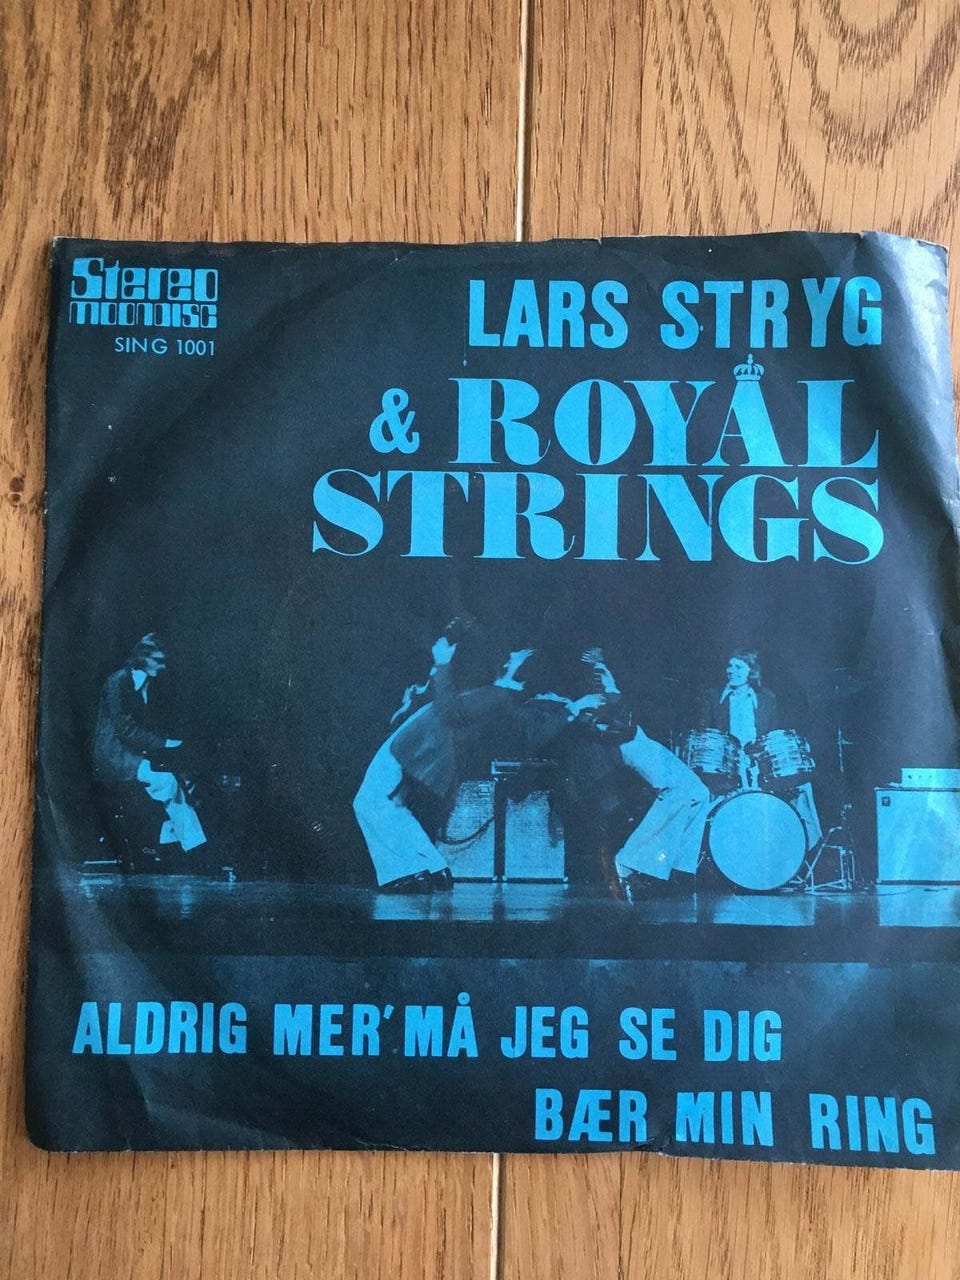 Stereo
moondisc
SING 1001
LARS STRYG
& ROYAL
STRINGS
ALDRIG MER' MÅ JEG SE DIG
BÆR MIN RING